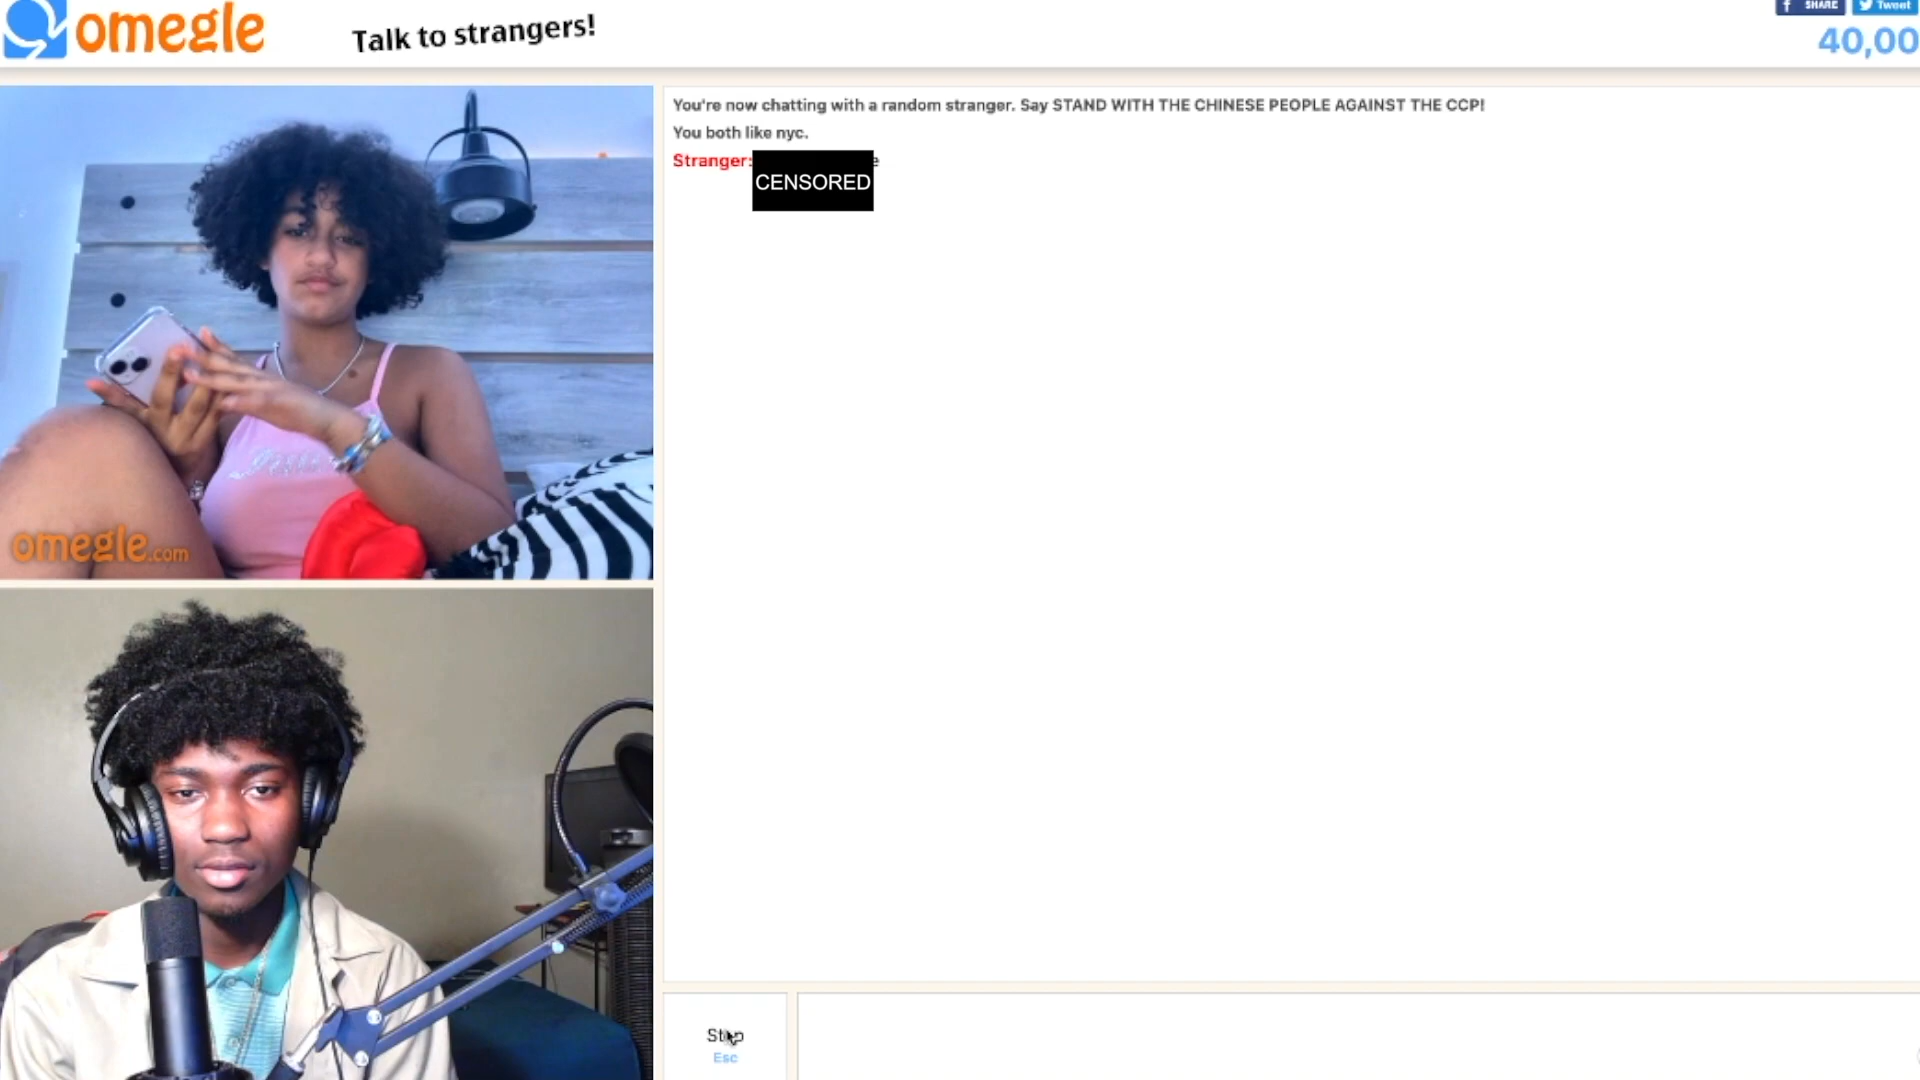 omegle
Talk to strangers!
SHARE
Tweet
40,00
You're now chatting with a random stranger. Say STAND WITH THE CHINESE PEOPLE AGAINST THE CCP!
You both like nyc.
Stranger:
CENSORED
omegle.com
Stop
Esc